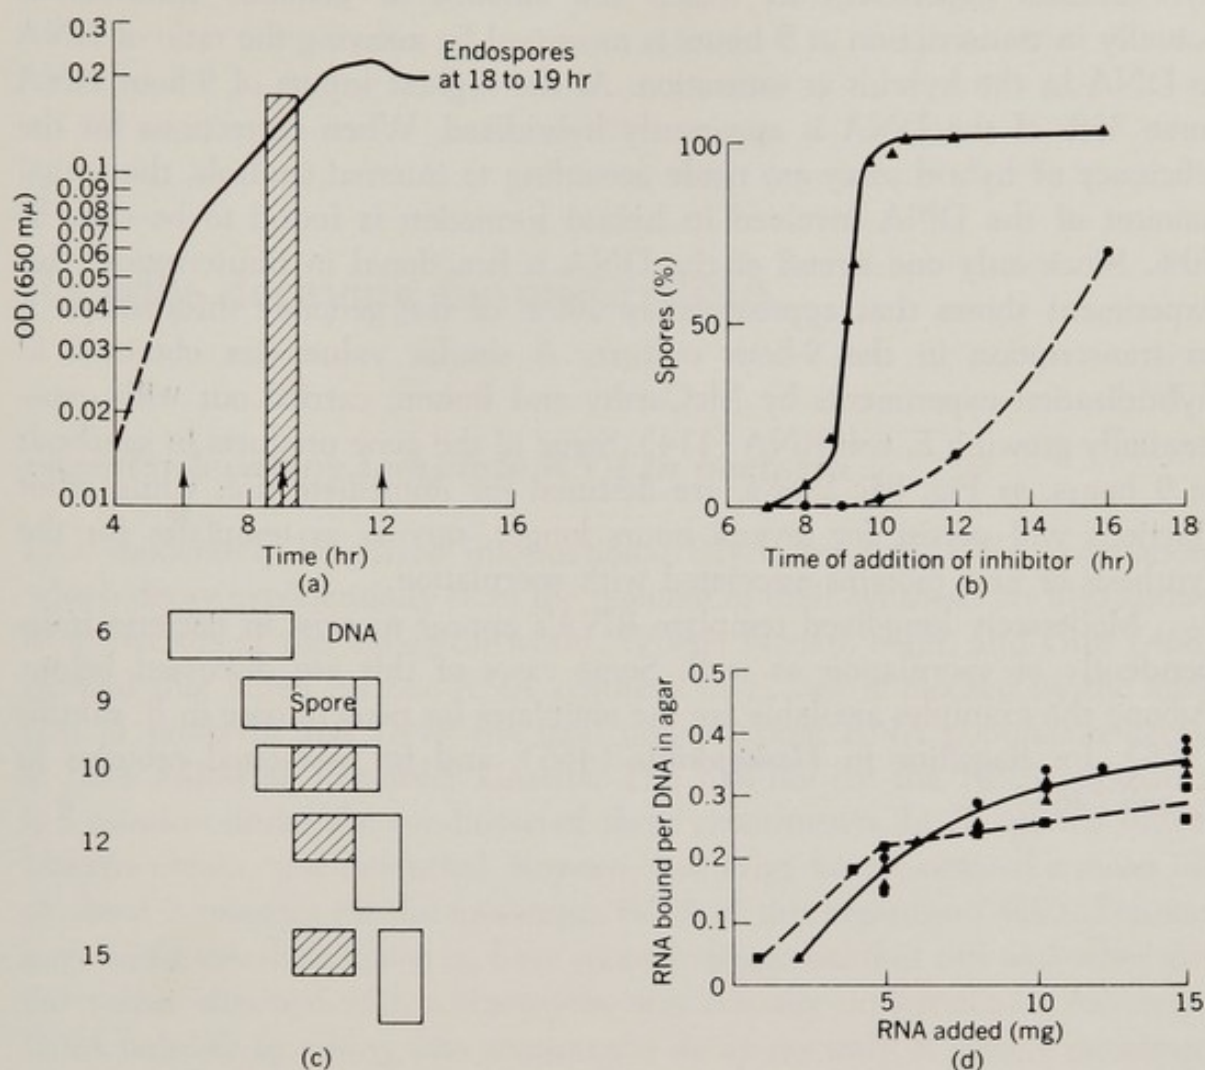 0.3
0.2
0.1
0.09
0.08
0.07
0.06
0.05
0.04
0.03
0.02
0.01
OD (650 mμ)
Endospores
at 18 to 19 hr
4
8
12
16
Time (hr)
(a)
100
50
0
Spores (%)
6
8
10
12
14
16
18
Time of addition of inhibitor (hr)
(b)
6
DNA
9
Spore
10
12
15
(c)
0.5
0.4
0.3
0.2
0.1
0
RNA bound per DNA in agar
5
10
15
RNA added (mg)
(d)